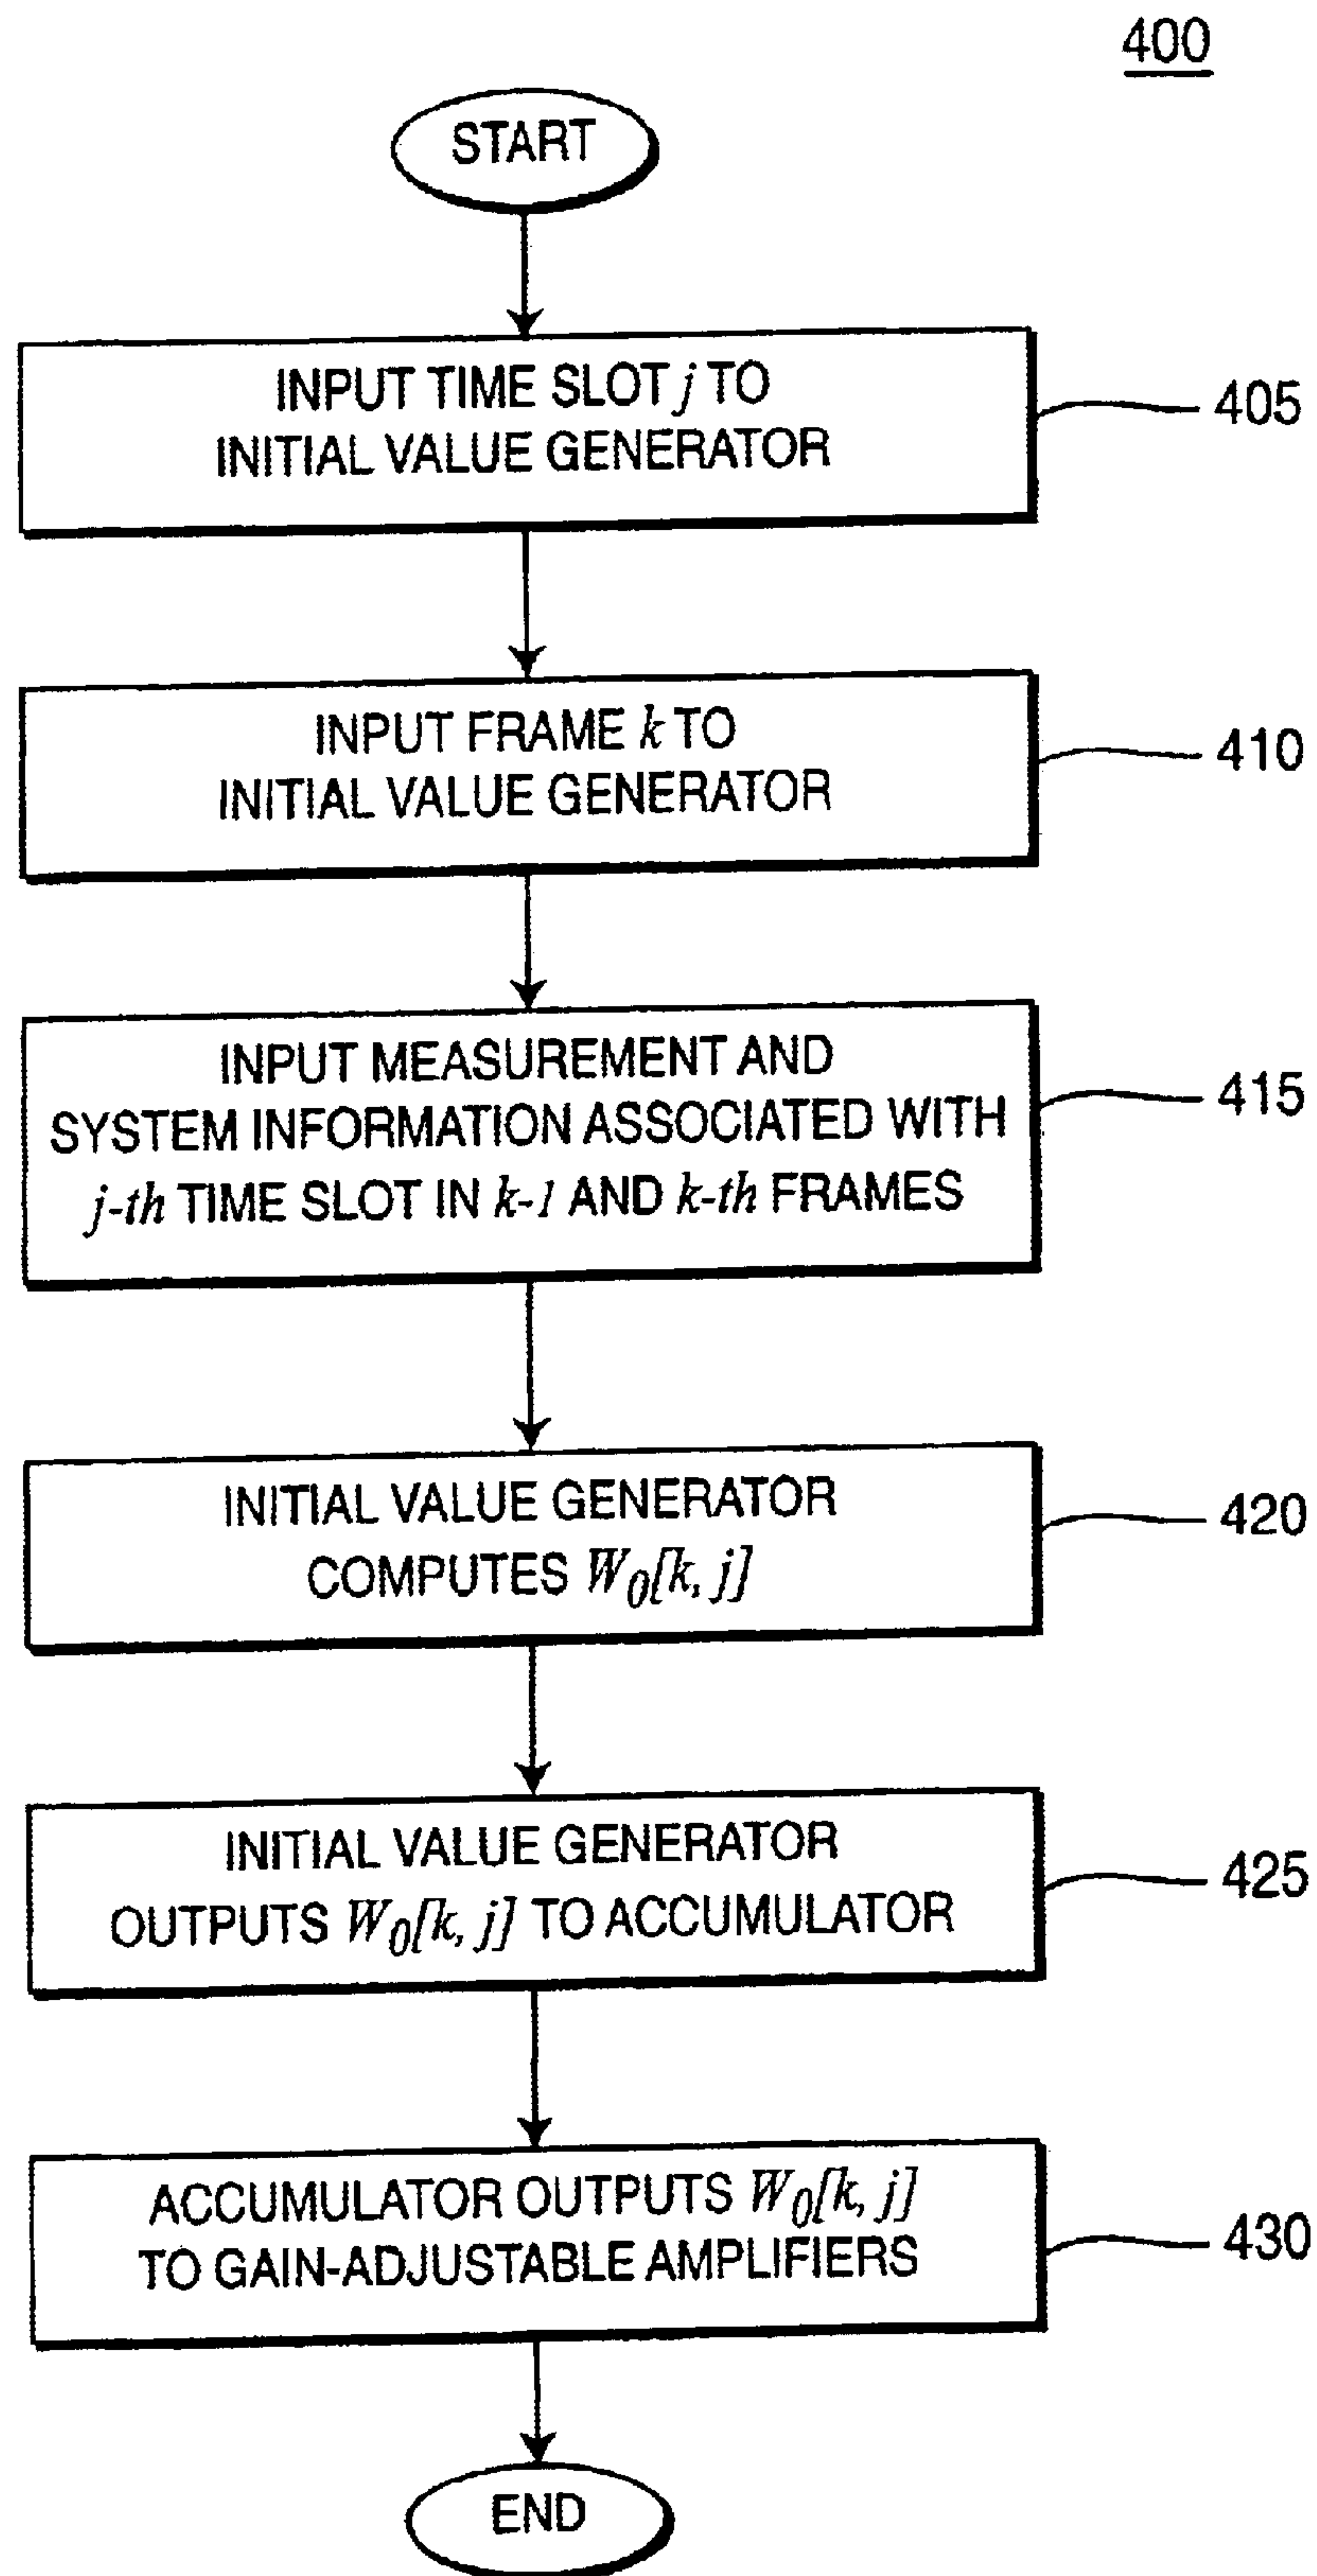 400
START
INPUT TIME SLOT j TO
INITIAL VALUE GENERATOR
405
INPUT FRAME k TO
INITIAL VALUE GENERATOR
410
INPUT MEASUREMENT AND
SYSTEM INFORMATION ASSOCIATED WITH
j-th TIME SLOT IN k-1 AND k-th FRAMES
415
INITIAL VALUE GENERATOR
COMPUTES W0[k, j]
420
INITIAL VALUE GENERATOR
OUTPUTS W0[k, j] TO ACCUMULATOR
425
ACCUMULATOR OUTPUTS W0[k, j]
TO GAIN-ADJUSTABLE AMPLIFIERS
430
END